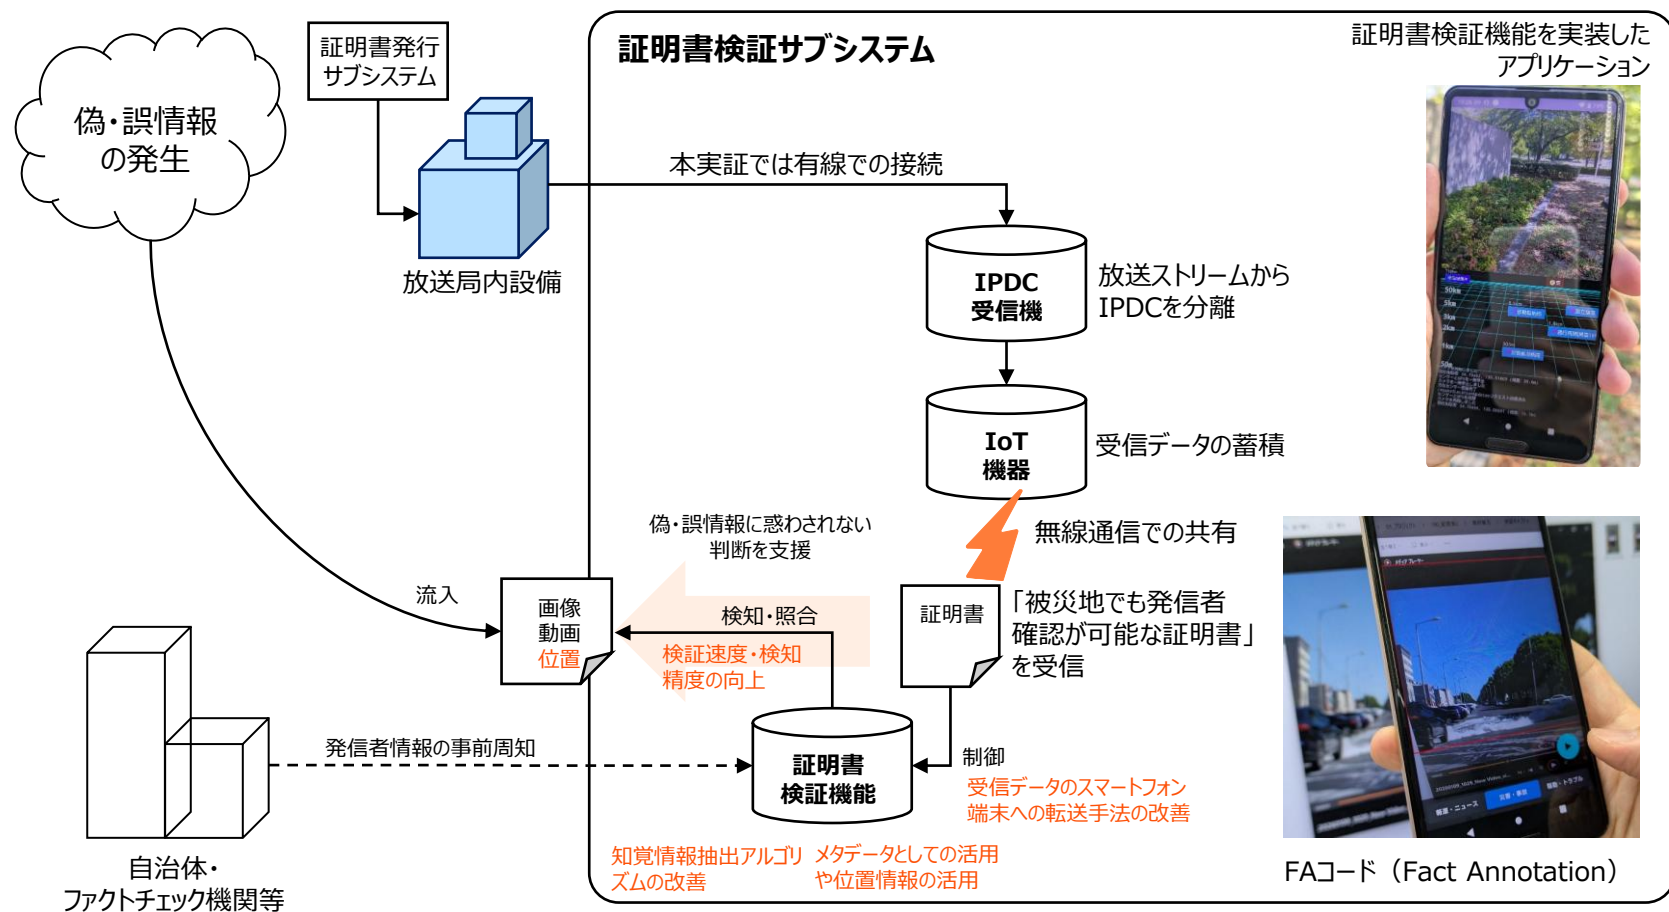 証明書発行
サブシステム
偽・誤情報
の発生
証明書検証サブシステム
証明書検証機能を実装した
アプリケーション
本実証では有線での接続
放送局内設備
IPDC
受信機
放送ストリームから
IPDCを分離
IoT
機器
受信データの蓄積
無線通信での共有
偽・誤情報に惑わされない
判断を支援
流入
画像
動画
位置
検知・照合
検証速度・検知
精度の向上
証明書
「被災地でも発信者
確認が可能な証明書」
を受信
発信者情報の事前周知
証明書
検証機能
制御
受信データのスマートフォン
端末への転送手法の改善
知覚情報抽出アルゴリ
ズムの改善
メタデータとしての活用
や位置情報の活用
自治体・
ファクトチェック機関等
FAコード（Fact Annotation）